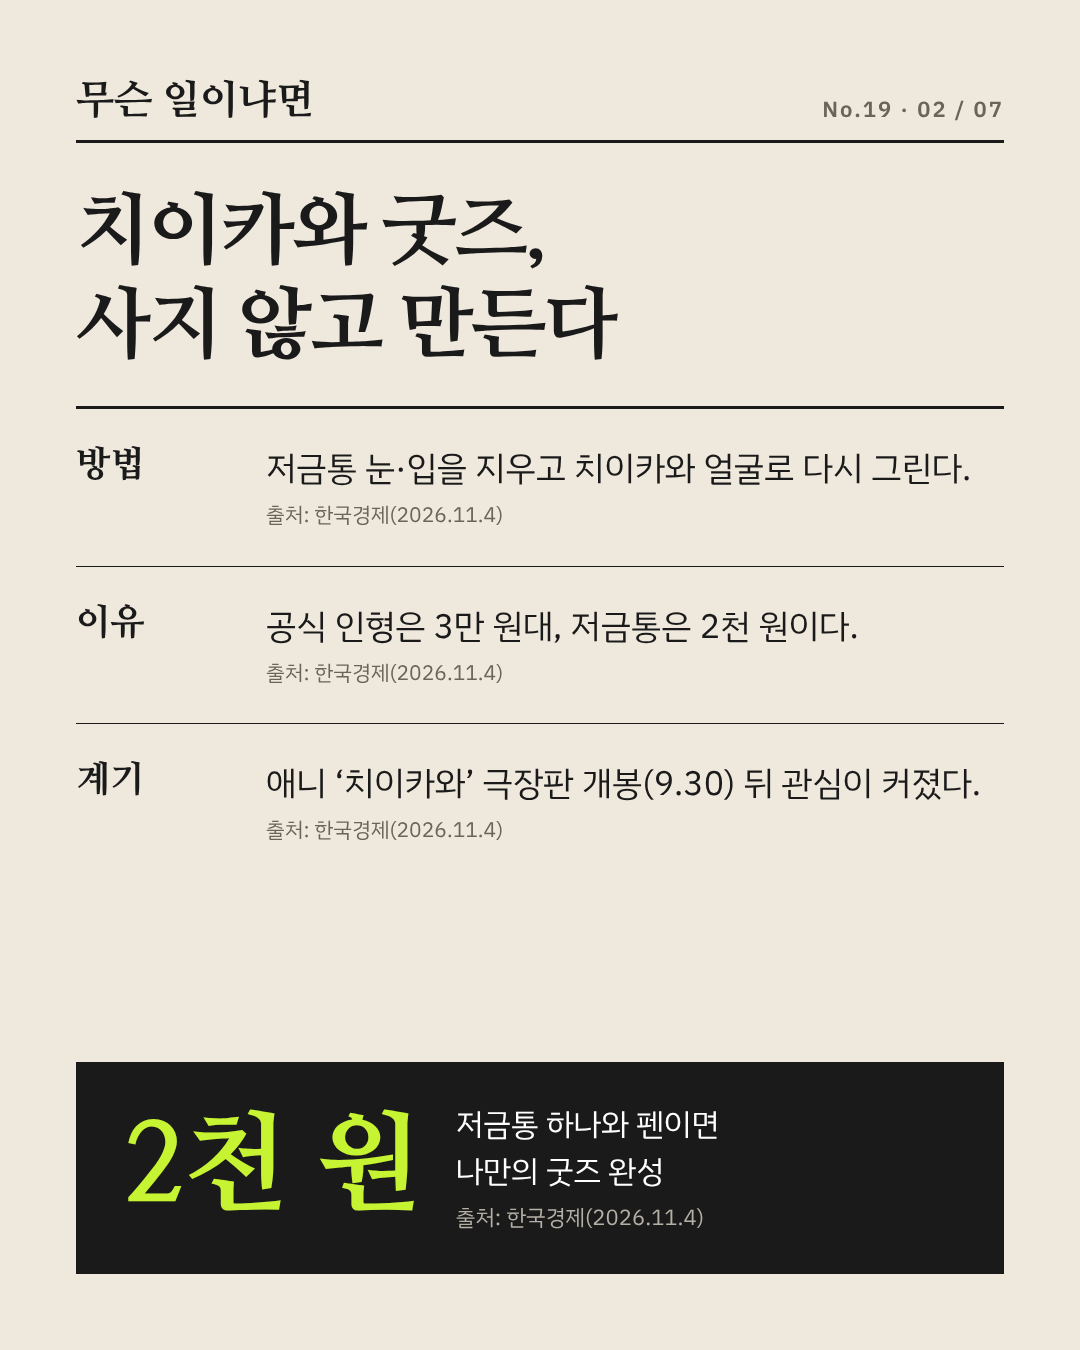 무슨 일이냐면
No.19 · 02 / 07
치이카와 굿즈,
사지 않고 만든다
방법
저금통 눈·입을 지우고 치이카와 얼굴로 다시 그린다.
출처: 한국경제(2026.11.4)
이유
공식 인형은 3만 원대, 저금통은 2천 원이다.
출처: 한국경제(2026.11.4)
계기
애니 ‘치이카와’ 극장판 개봉(9.30) 뒤 관심이 커졌다.
출처: 한국경제(2026.11.4)
2천 원
저금통 하나와 펜이면
나만의 굿즈 완성
출처: 한국경제(2026.11.4)